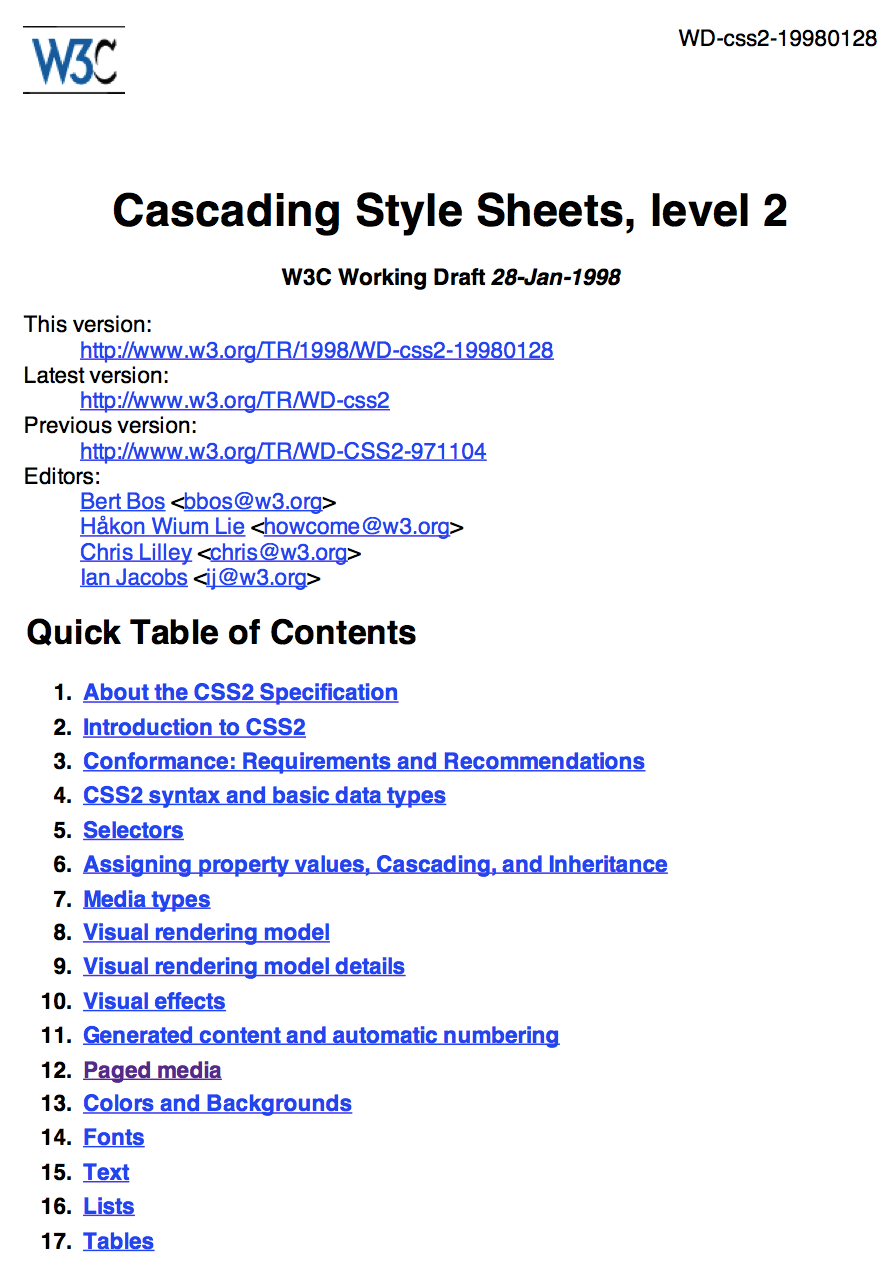 W3C
WD-css2-19980128
Cascading Style Sheets, level 2
W3C Working Draft 28-Jan-1998
This version:
http://www.w3.org/TR/1998/WD-css2-19980128
Latest version:
http://www.w3.org/TR/WD-css2
Previous version:
http://www.w3.org/TR/WD-CSS2-971104
Editors:
Bert Bos <bbos@w3.org>
Håkon Wium Lie <howcome@w3.org>
Chris Lilley <chris@w3.org>
Ian Jacobs <ij@w3.org>
Quick Table of Contents
1. About the CSS2 Specification
2. Introduction to CSS2
3. Conformance: Requirements and Recommendations
4. CSS2 syntax and basic data types
5. Selectors
6. Assigning property values, Cascading, and Inheritance
7. Media types
8. Visual rendering model
9. Visual rendering model details
10. Visual effects
11. Generated content and automatic numbering
12. Paged media
13. Colors and Backgrounds
14. Fonts
15. Text
16. Lists
17. Tables